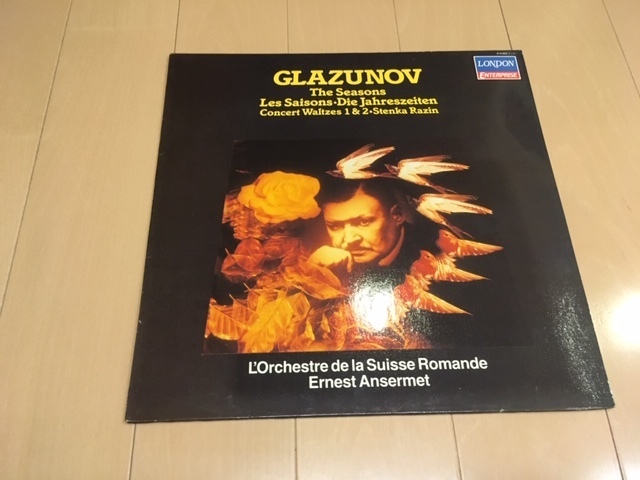 GLAZUNOV
The Seasons
Les Saisons·Die Jahreszeiten
Concert Waltzes 1 & 2·Stenka Razin
LONDON
ENTERPRISE
L'Orchestre de la Suisse Romande
Ernest Ansermet